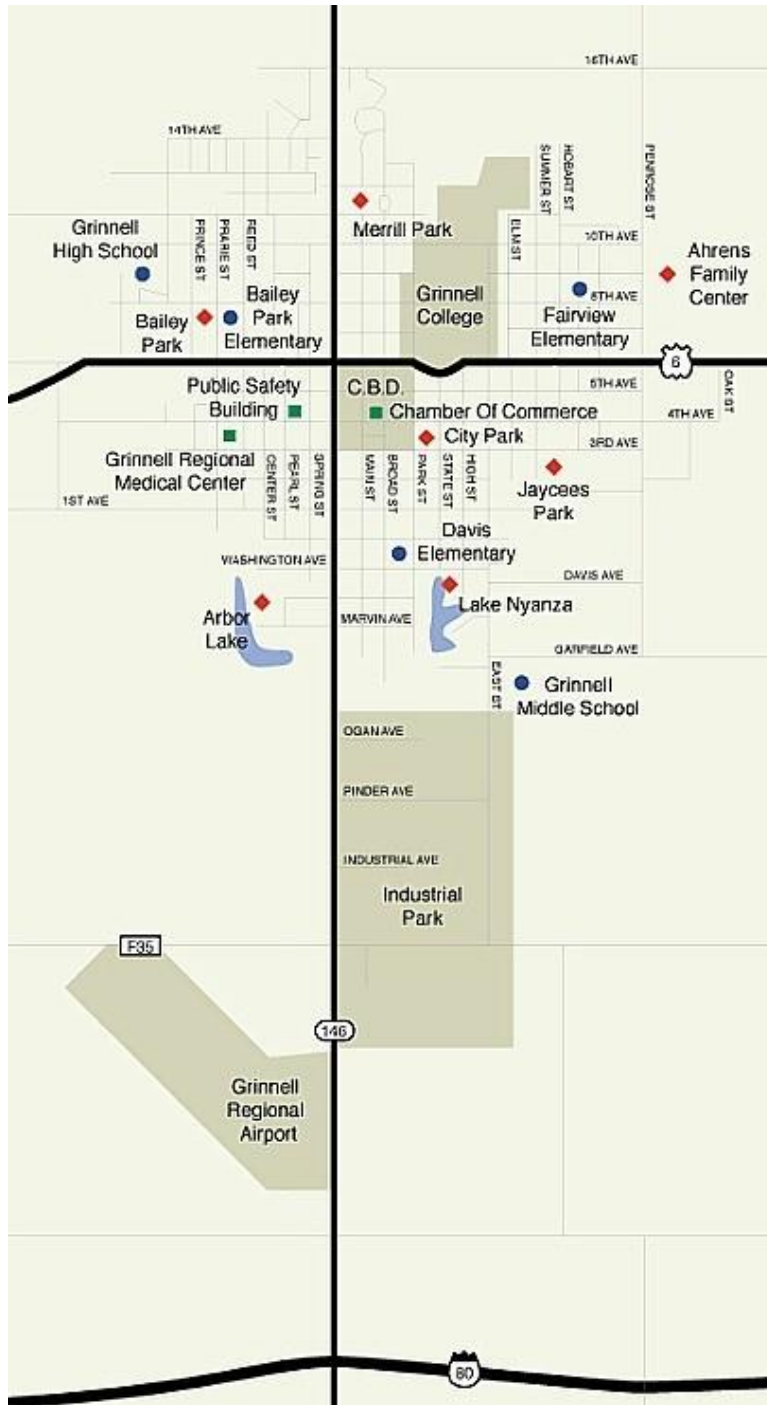 16TH AVE
14TH AVE
SUMMER ST
HOBART ST
PENROSE ST
Merrill Park
ELM ST
10TH AVE
Grinnell
High School
PRINCE ST
PRARIE ST
REED ST
Ahrens
Family
Center
Grinnell
College
8TH AVE
Bailey
Park
Bailey
Park
Elementary
Fairview
Elementary
6
Public Safety
Building
C.B.D.
5TH AVE
OAK ST
Chamber Of Commerce
4TH AVE
City Park
3RD AVE
Grinnell Regional
Medical Center
CENTER ST
PEARL ST
SPRING ST
MAIN ST
BROAD ST
PARK ST
STATE ST
HIGH ST
Jaycees
Park
1ST AVE
Davis
Elementary
WASHINGTON AVE
DAVIS AVE
Arbor
Lake
MARVIN AVE
Lake Nyanza
GARFIELD AVE
EAST ST
Grinnell
Middle School
OGAN AVE
PINDER AVE
INDUSTRIAL AVE
Industrial
Park
F35
146
Grinnell
Regional
Airport
80